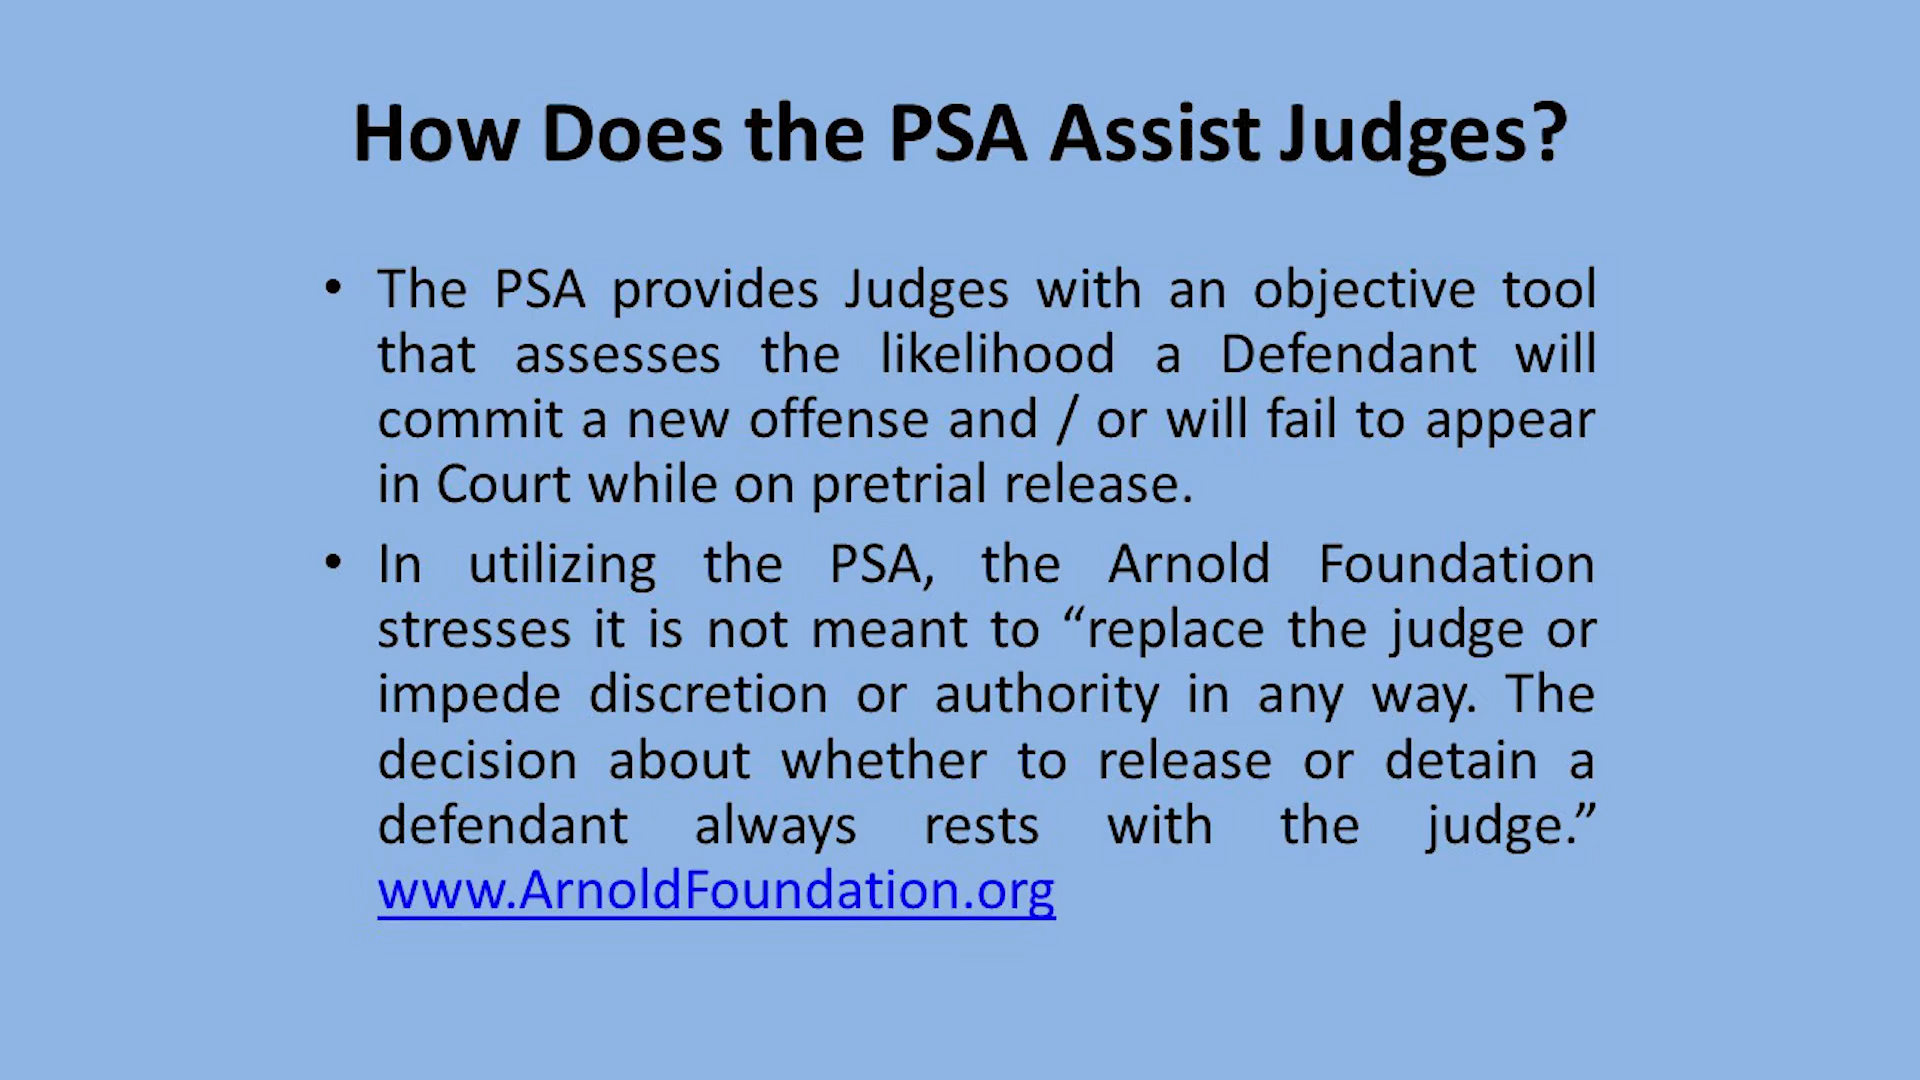 How Does the PSA Assist Judges?
• The PSA provides Judges with an objective tool
that assesses the likelihood a Defendant will
commit a new offense and / or will fail to appear
in Court while on pretrial release.
• In utilizing the PSA, the Arnold Foundation
stresses it is not meant to “replace the judge or
impede discretion or authority in any way. The
decision about whether to release or detain a
defendant always rests with the judge.”
www.ArnoldFoundation.org